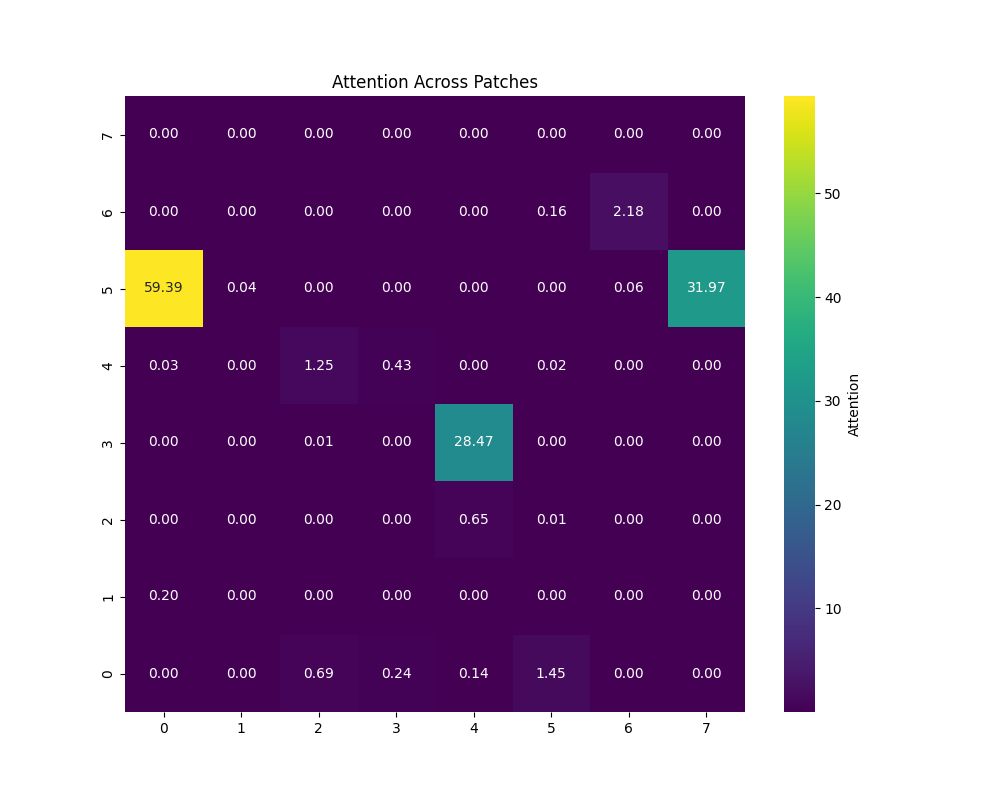 Attention Across Patches
7 0.00 0.00 0.00 0.00 0.00 0.00 0.00 0.00
6 0.00 0.00 0.00 0.00 0.00 0.16 2.18 0.00
5 59.39 0.04 0.00 0.00 0.00 0.00 0.06 31.97
4 0.03 0.00 1.25 0.43 0.00 0.02 0.00 0.00
3 0.00 0.00 0.01 0.00 28.47 0.00 0.00 0.00
2 0.00 0.00 0.00 0.00 0.65 0.01 0.00 0.00
1 0.20 0.00 0.00 0.00 0.00 0.00 0.00 0.00
0 0.00 0.00 0.69 0.24 0.14 1.45 0.00 0.00
0 1 2 3 4 5 6 7
50
40
30
20
10
Attention